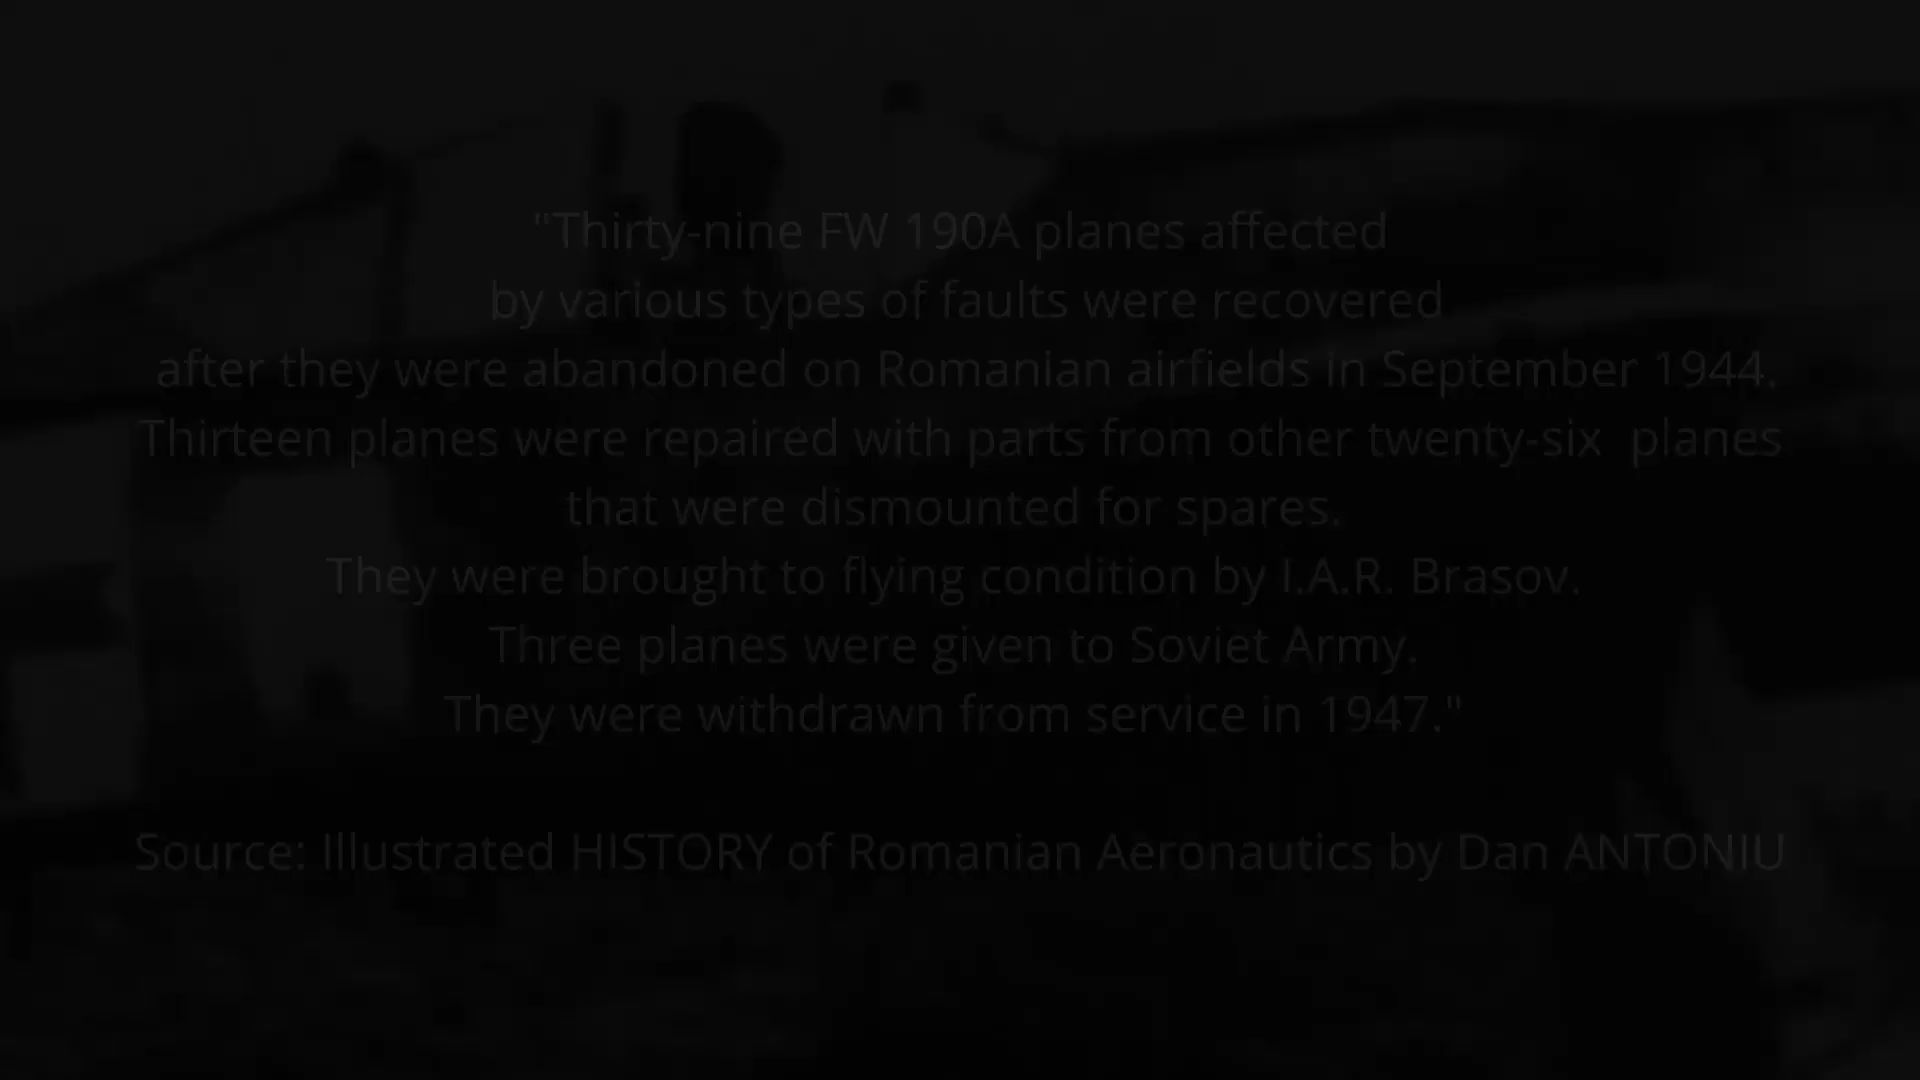 "Thirty-nine FW 190A planes affected
by various types of faults were recovered
after they were abandoned on Romanian airfields in September 1944.
Thirteen planes were repaired with parts from other twenty-six  planes
that were dismounted for spares.
They were brought to flying condition by I.A.R. Brasov.
Three planes were given to Soviet Army.
They were withdrawn from service in 1947."
Source: Illustrated HISTORY of Romanian Aeronautics by Dan ANTONIU